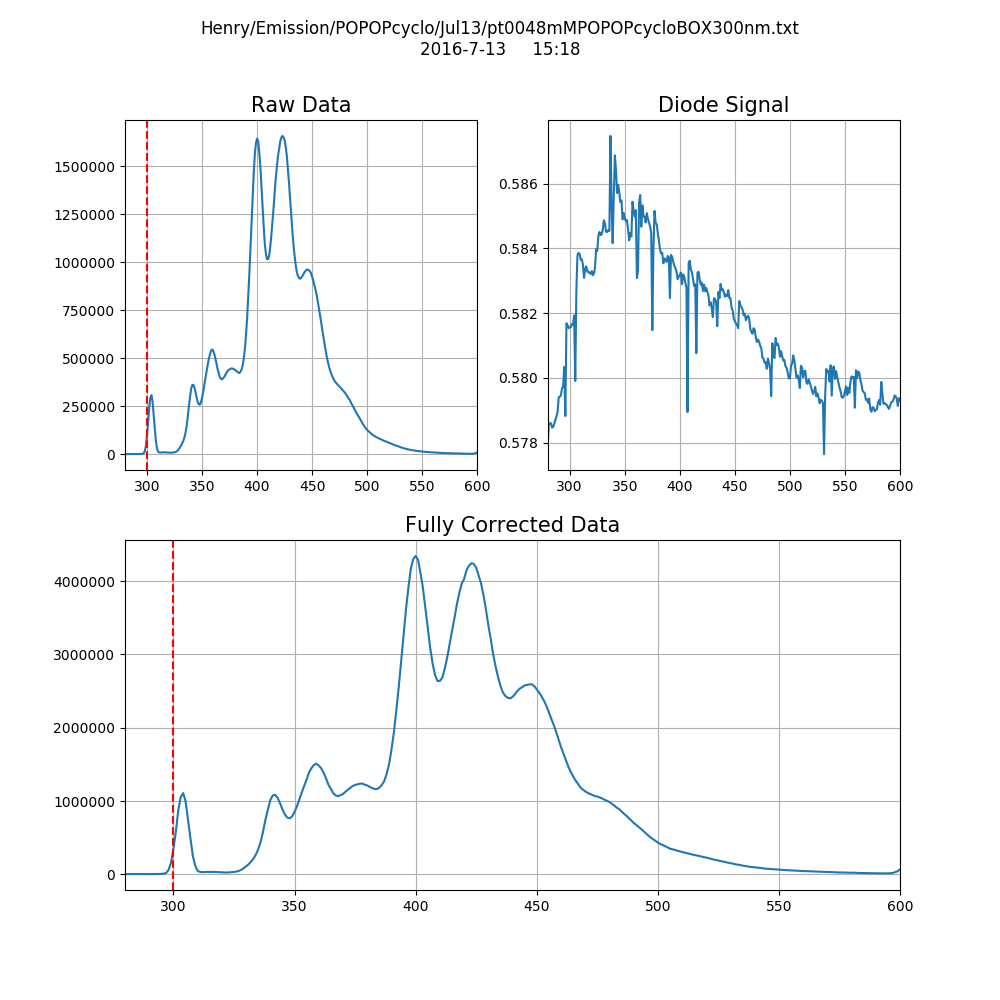 Henry/Emission/POPOPcyclo/Jul13/pt0048mMPOPOPcycloBOX300nm.txt
2016-7-13 15:18
Raw Data
1500000
1250000
1000000
750000
500000
250000
0
300 350 400 450 500 550 600
Diode Signal
0.586
0.584
0.582
0.580
0.578
300 350 400 450 500 550 600
Fully Corrected Data
4000000
3000000
2000000
1000000
0
300 350 400 450 500 550 600